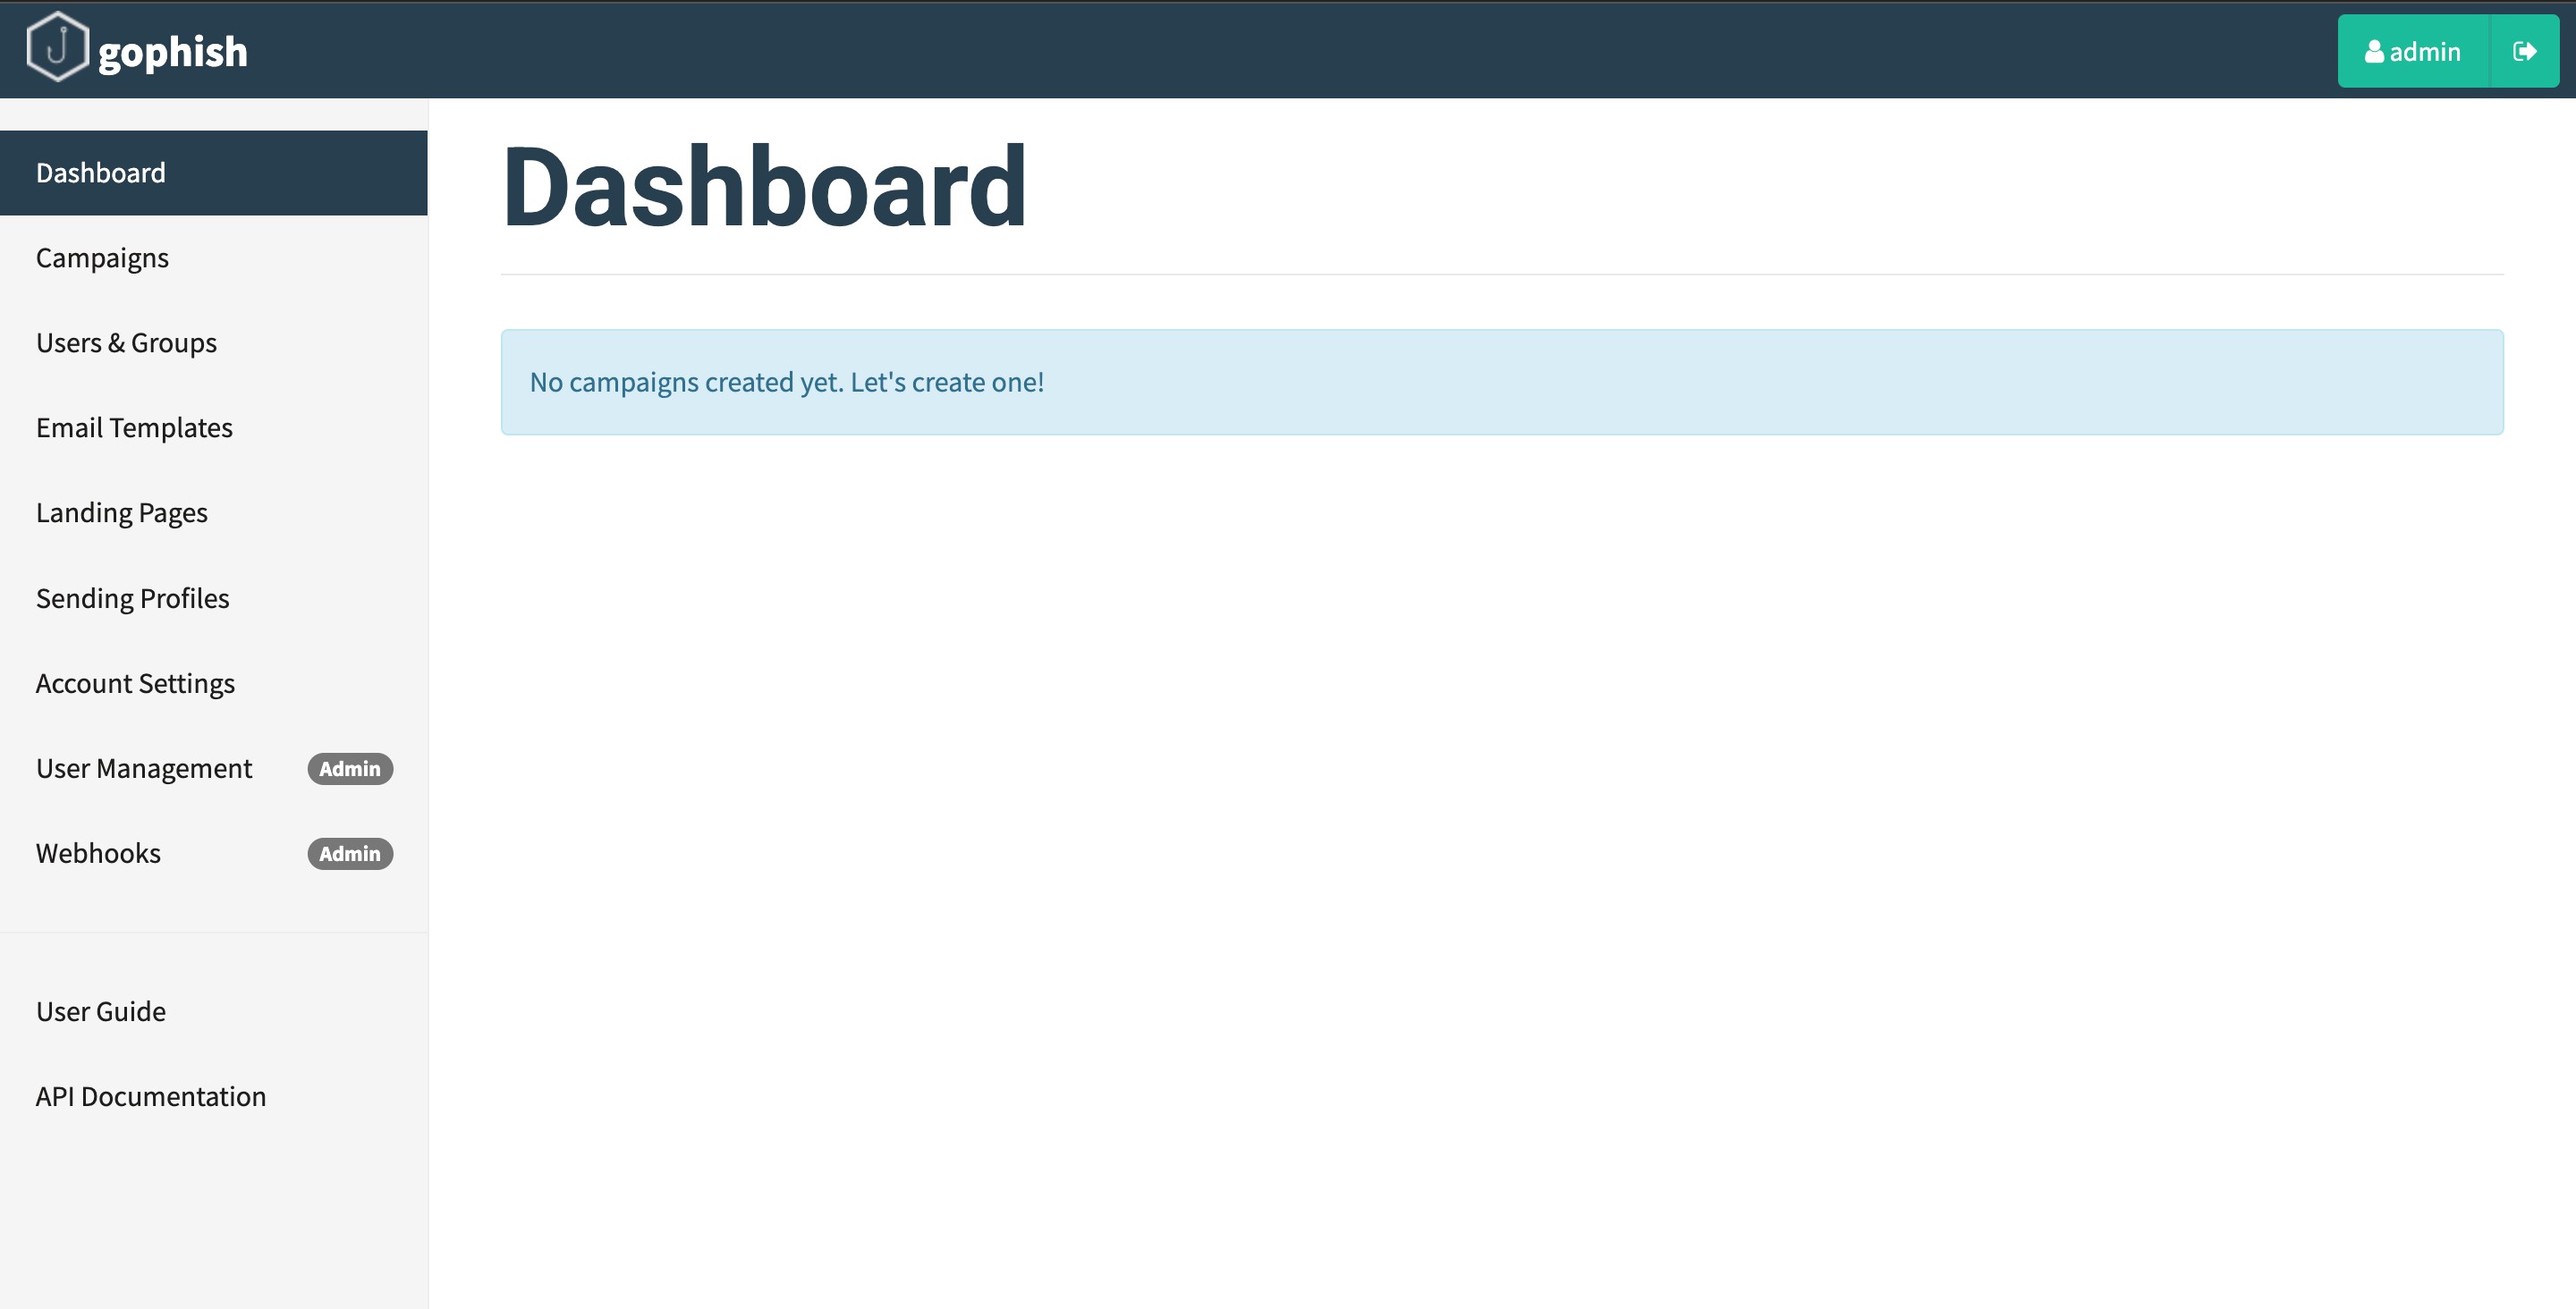 gophish
admin
Dashboard
Campaigns
Users & Groups
Email Templates
Landing Pages
Sending Profiles
Account Settings
User Management Admin
Webhooks Admin
User Guide
API Documentation
Dashboard
No campaigns created yet. Let's create one!